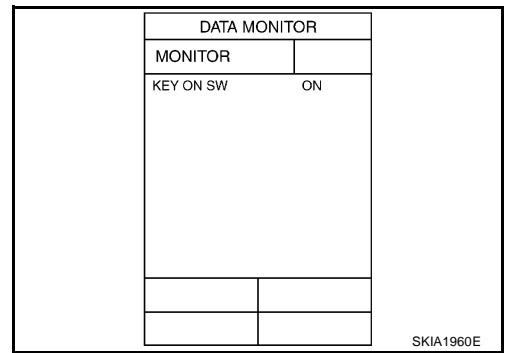 DATA MONITOR
MONITOR
KEY ON SW ON
SKIA1960E